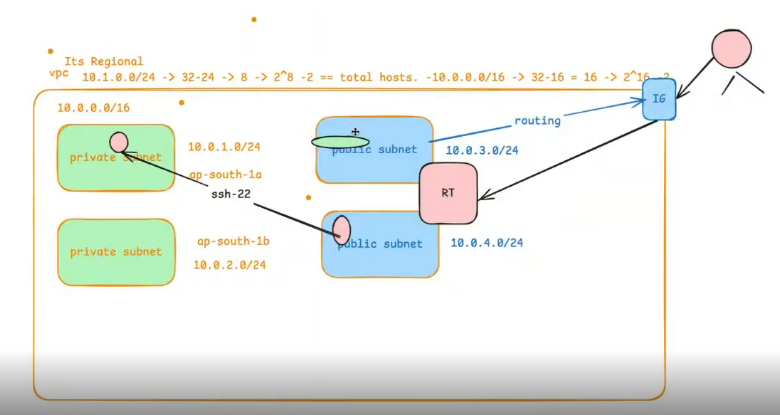 Its Regional
vpc
10.1.0.0/24 -> 32-24 -> 8 -> 2^8 -2 == total hosts. -10.0.0.0/16 -> 32-16 = 16 -> 2^16 -2
10.0.0.0/16
IG
routing
private subnet
10.0.1.0/24
public subnet
10.0.3.0/24
ap-south-1a
ssh-22
RT
private subnet
ap-south-1b
10.0.2.0/24
public subnet
10.0.4.0/24